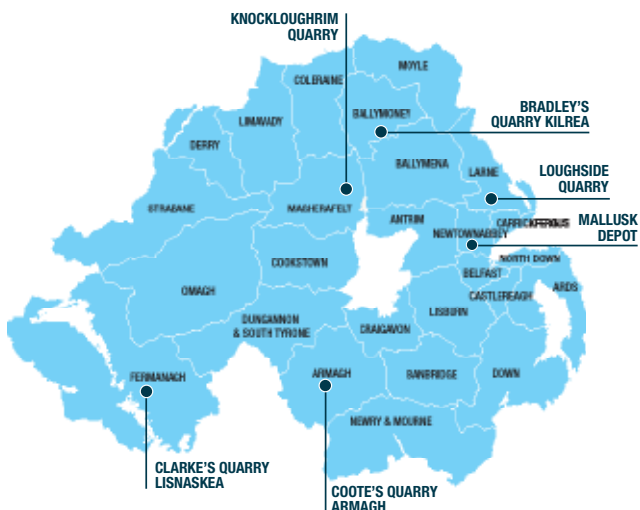 KNOCKLOUGHRIM
QUARRY
MOYLE
COLERAINE
BRADLEY'S
QUARRY KILREA
BALLYMONEY
LIMAVADY
DERRY
BALLYMENA
LARNE
LOUGHSIDE
QUARRY
STRABANE
MAGHERAFELT
ANTRIM
CARRICKFERGUS
MALLUSK
DEPOT
NEWTOWNABBEY
NORTH DOWN
COOKSTOWN
BELFAST
OMAGH
CASTLEREAGH
ARDS
LISBURN
DUNGANNON
& SOUTH TYRONE
CRAIGAVON
FERMANAGH
ARMAGH
BANBRIDGE
DOWN
NEWRY & MOURNE
CLARKE'S QUARRY
LISNASKEA
COOTE'S QUARRY
ARMAGH